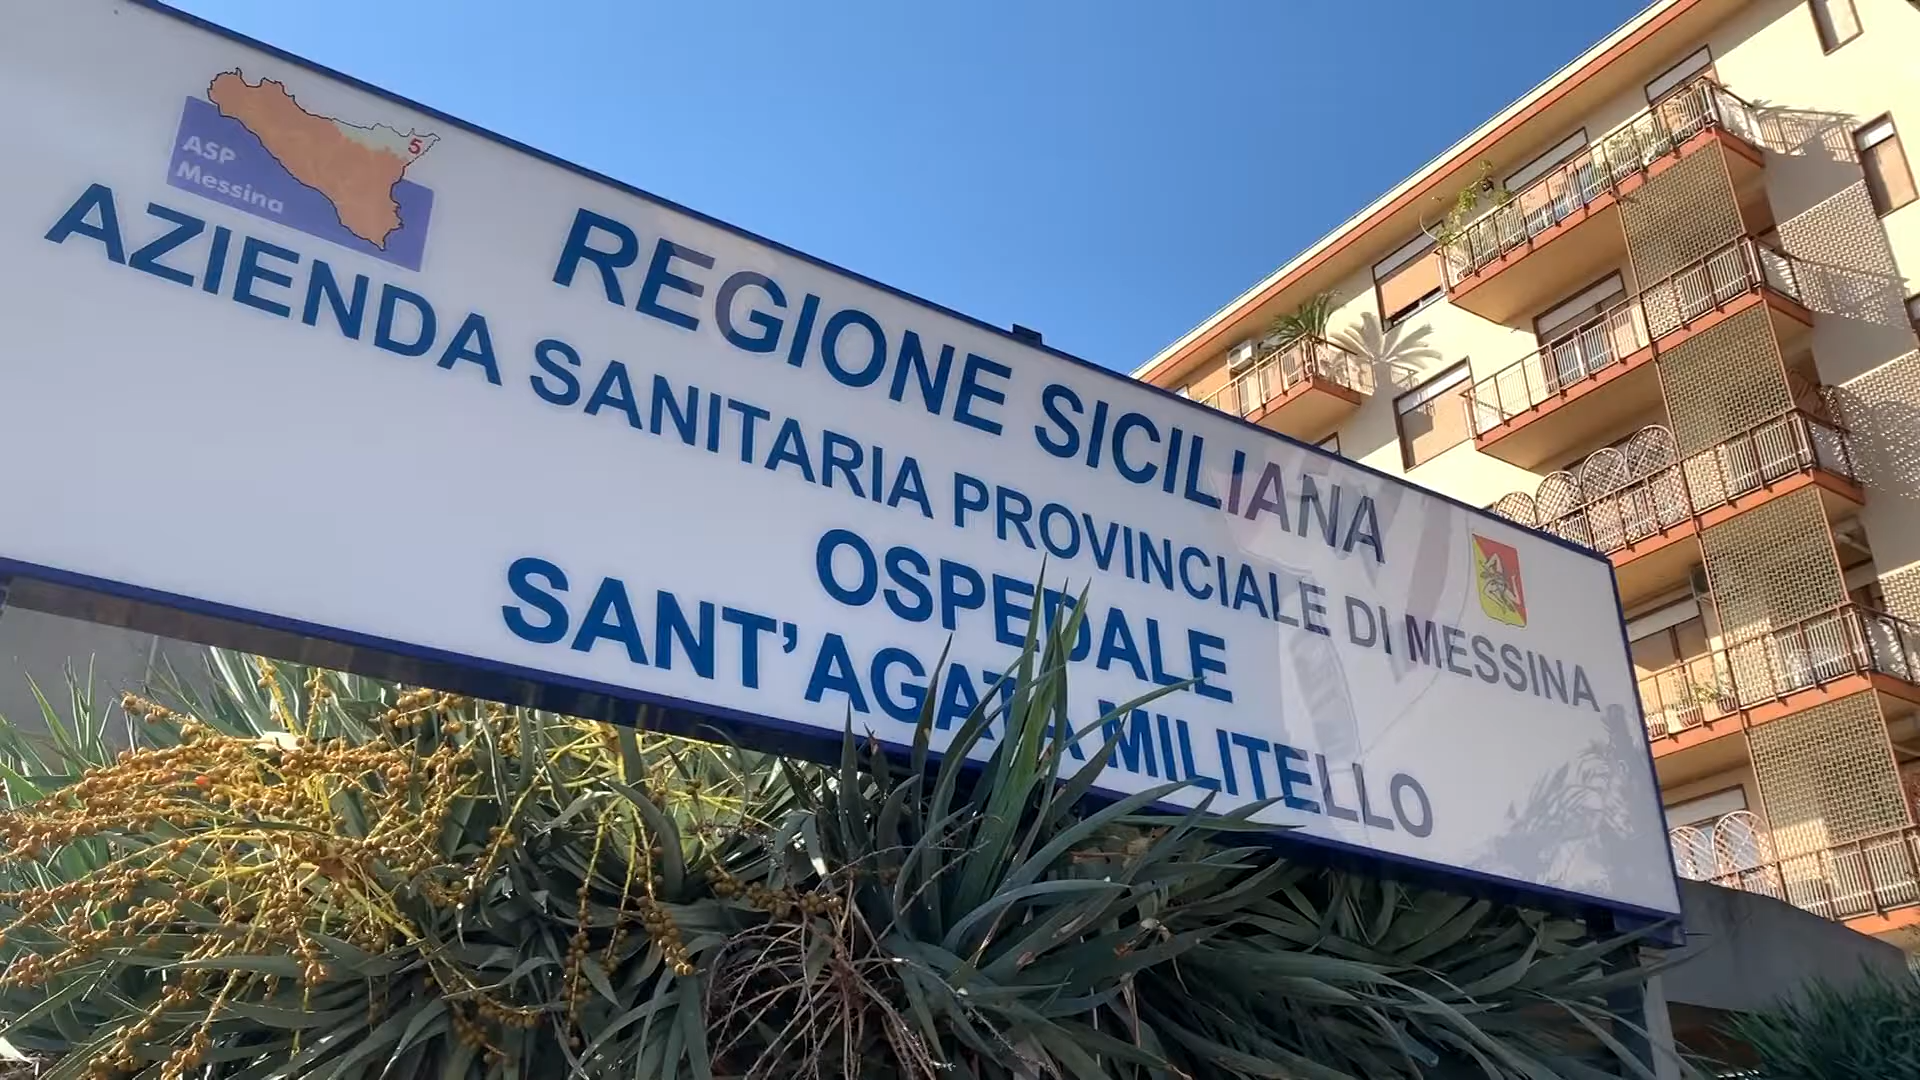 ASP
Messina
5
REGIONE SICILIANA
AZIENDA SANITARIA PROVINCIALE DI MESSINA
OSPEDALE
SANT'AGATA MILITELLO